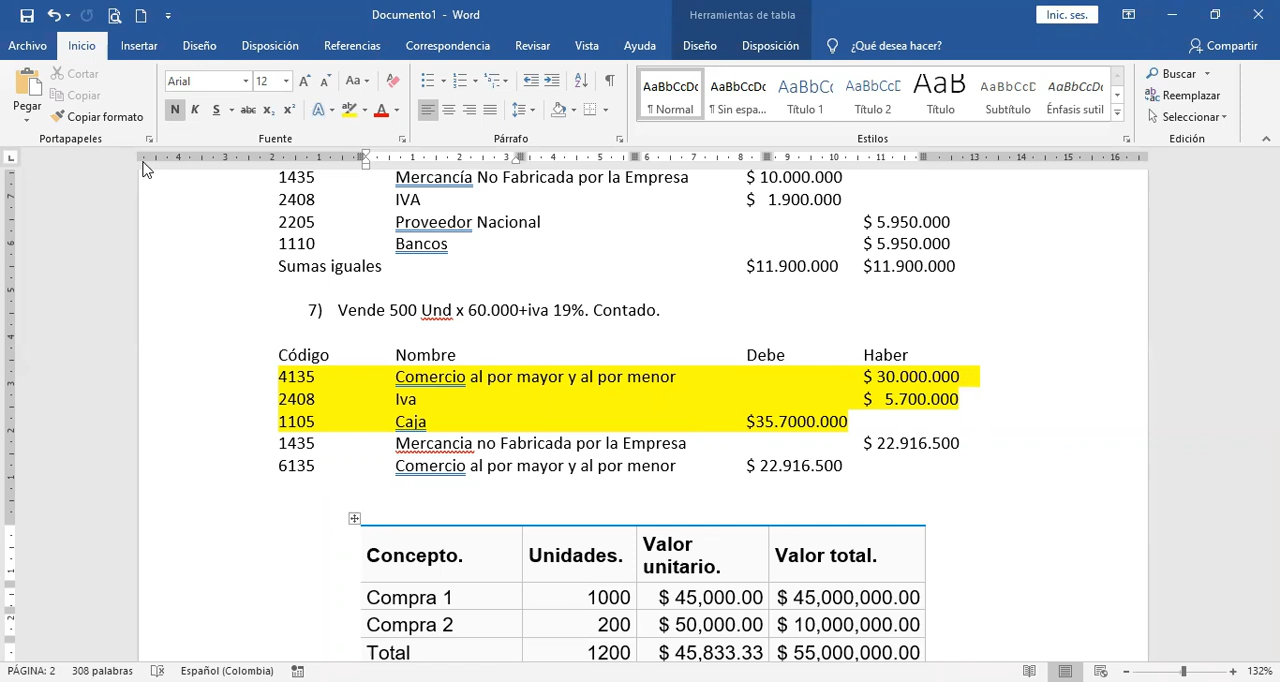 Documento1 - Word
Herramientas de tabla
Inic. ses.
Archivo Inicio Insertar Diseño Disposición Referencias Correspondencia Revisar Vista Ayuda Diseño Disposición ¿Qué desea hacer? Compartir
Pegar
Cortar
Copiar
Copiar formato
Portapapeles
Arial 12
Aa
N K S abc x₂ x² A A
Fuente
Párrafo
AaBbCcDc AaBbCcDc AaBbCc AaBbCcD AaB AaBbCcD AaBbCcDc
¶ Normal ¶ Sin espa... Título 1 Título 2 Título Subtítulo Énfasis sutil
Estilos
Buscar
Reemplazar
Seleccionar
Edición
1435 Mercancía No Fabricada por la Empresa $ 10.000.000
2408 IVA $ 1.900.000
2205 Proveedor Nacional $ 5.950.000
1110 Bancos $ 5.950.000
Sumas iguales $11.900.000 $11.900.000
7) Vende 500 Und x 60.000+iva 19%. Contado.
Código Nombre Debe Haber
4135 Comercio al por mayor y al por menor $ 30.000.000
2408 Iva $ 5.700.000
1105 Caja $35.7000.000
1435 Mercancia no Fabricada por la Empresa $ 22.916.500
6135 Comercio al por mayor y al por menor $ 22.916.500
Concepto. Unidades. Valor unitario. Valor total.
Compra 1 1000 $ 45,000.00 $ 45,000,000.00
Compra 2 200 $ 50,000.00 $ 10,000,000.00
Total 1200 $ 45,833.33 $ 55,000,000.00
PÁGINA: 2 308 palabras Español (Colombia) 132%